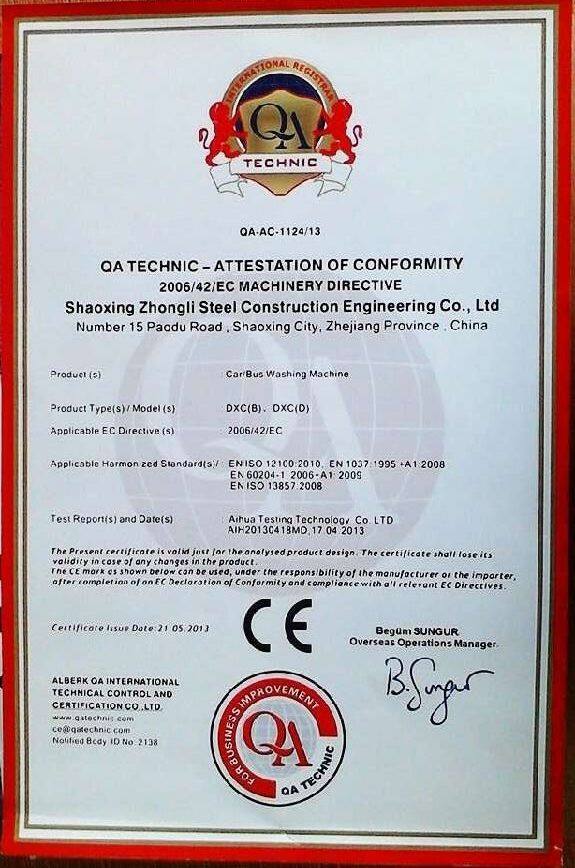 INTERNATIONAL REGISTRAR
QA
TECHNIC
QA-AC-1124/13
QA TECHNIC – ATTESTATION OF CONFORMITY
2006/42/EC MACHINERY DIRECTIVE
Shaoxing Zhongli Steel Construction Engineering Co., Ltd
Number 15 Paodu Road , Shaoxing City, Zhejiang Province , China
Product (s) Car/Bus Washing Machine
Product Type(s)/ Model (s) DXC(B)、DXC(D)
Applicable EC Directive (s) : 2006/42/EC
Applicable Harmonized Standard(s)/ : EN ISO 12100:2010, EN 1037:1995 +A1:2008
EN 60204-1:2006+A1:2009
EN ISO 13857:2008
Test Report(s) and Date(s) : Aihua Testing Technology Co. LTD
AIH20130418MD, 17.04.2013
The Present certificate is valid just for the analysed product design. The certificate shall lose its
validity in case of any changes in the product.
The CE mark as shown below can be used, under the responsibility of the manufacturer or the importer,
after completion of an EC Declaration of Conformity and compliance with all relevant EC Directives.
Certificate Issue Date: 21.05.2013
CE
Begüm SUNGUR
Overseas Operations Manager
B. Sungur
ALBERK QA INTERNATIONAL
TECHNICAL CONTROL AND
CERTIFICATION CO.,LTD.
www.qatechnic.com
ce@qatechnic.com
Notified Body ID No: 2138
FOR BUSINESS IMPROVEMENT
QA
QA TECHNIC